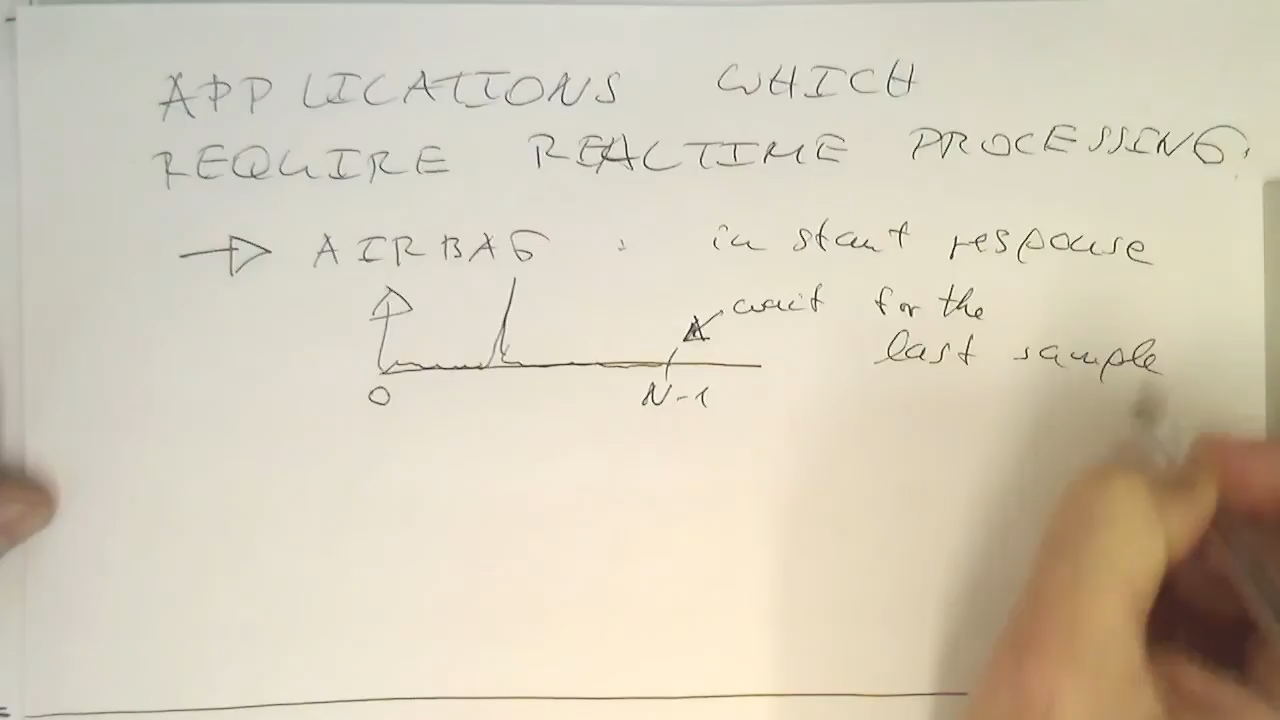 APPLICATIONS WHICH
REQUIRE REALTIME PROCESSING:
AIRBAG : instant response
wait for the
last sample
0 N-1